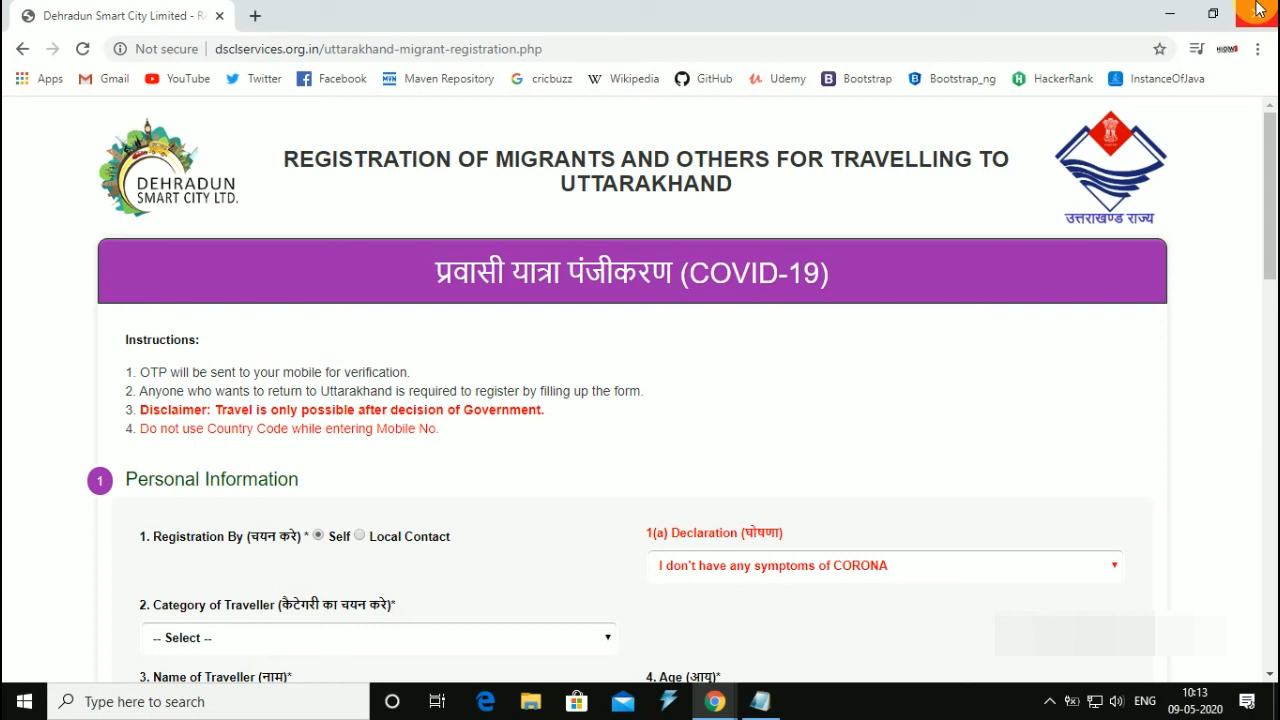 Dehradun Smart City Limited - Re
Not secure | dsclservices.org.in/uttarakhand-migrant-registration.php
Apps Gmail YouTube Twitter Facebook Maven Repository cricbuzz Wikipedia GitHub Udemy Bootstrap Bootstrap_ng HackerRank InstanceOfJava
DEHRADUN
SMART CITY LTD.
REGISTRATION OF MIGRANTS AND OTHERS FOR TRAVELLING TO
UTTARAKHAND
उत्तराखण्ड राज्य
प्रवासी यात्रा पंजीकरण (COVID-19)
Instructions:
1. OTP will be sent to your mobile for verification.
2. Anyone who wants to return to Uttarakhand is required to register by filling up the form.
3. Disclaimer: Travel is only possible after decision of Government.
4. Do not use Country Code while entering Mobile No.
1 Personal Information
1. Registration By (चयन करे) * Self Local Contact
1(a) Declaration (घोषणा)
I don't have any symptoms of CORONA
2. Category of Traveller (कैटेगरी का चयन करे)*
-- Select --
3. Name of Traveller (नाम)* 4. Age (आयु)*
Type here to search
ENG
10:13
09-05-2020